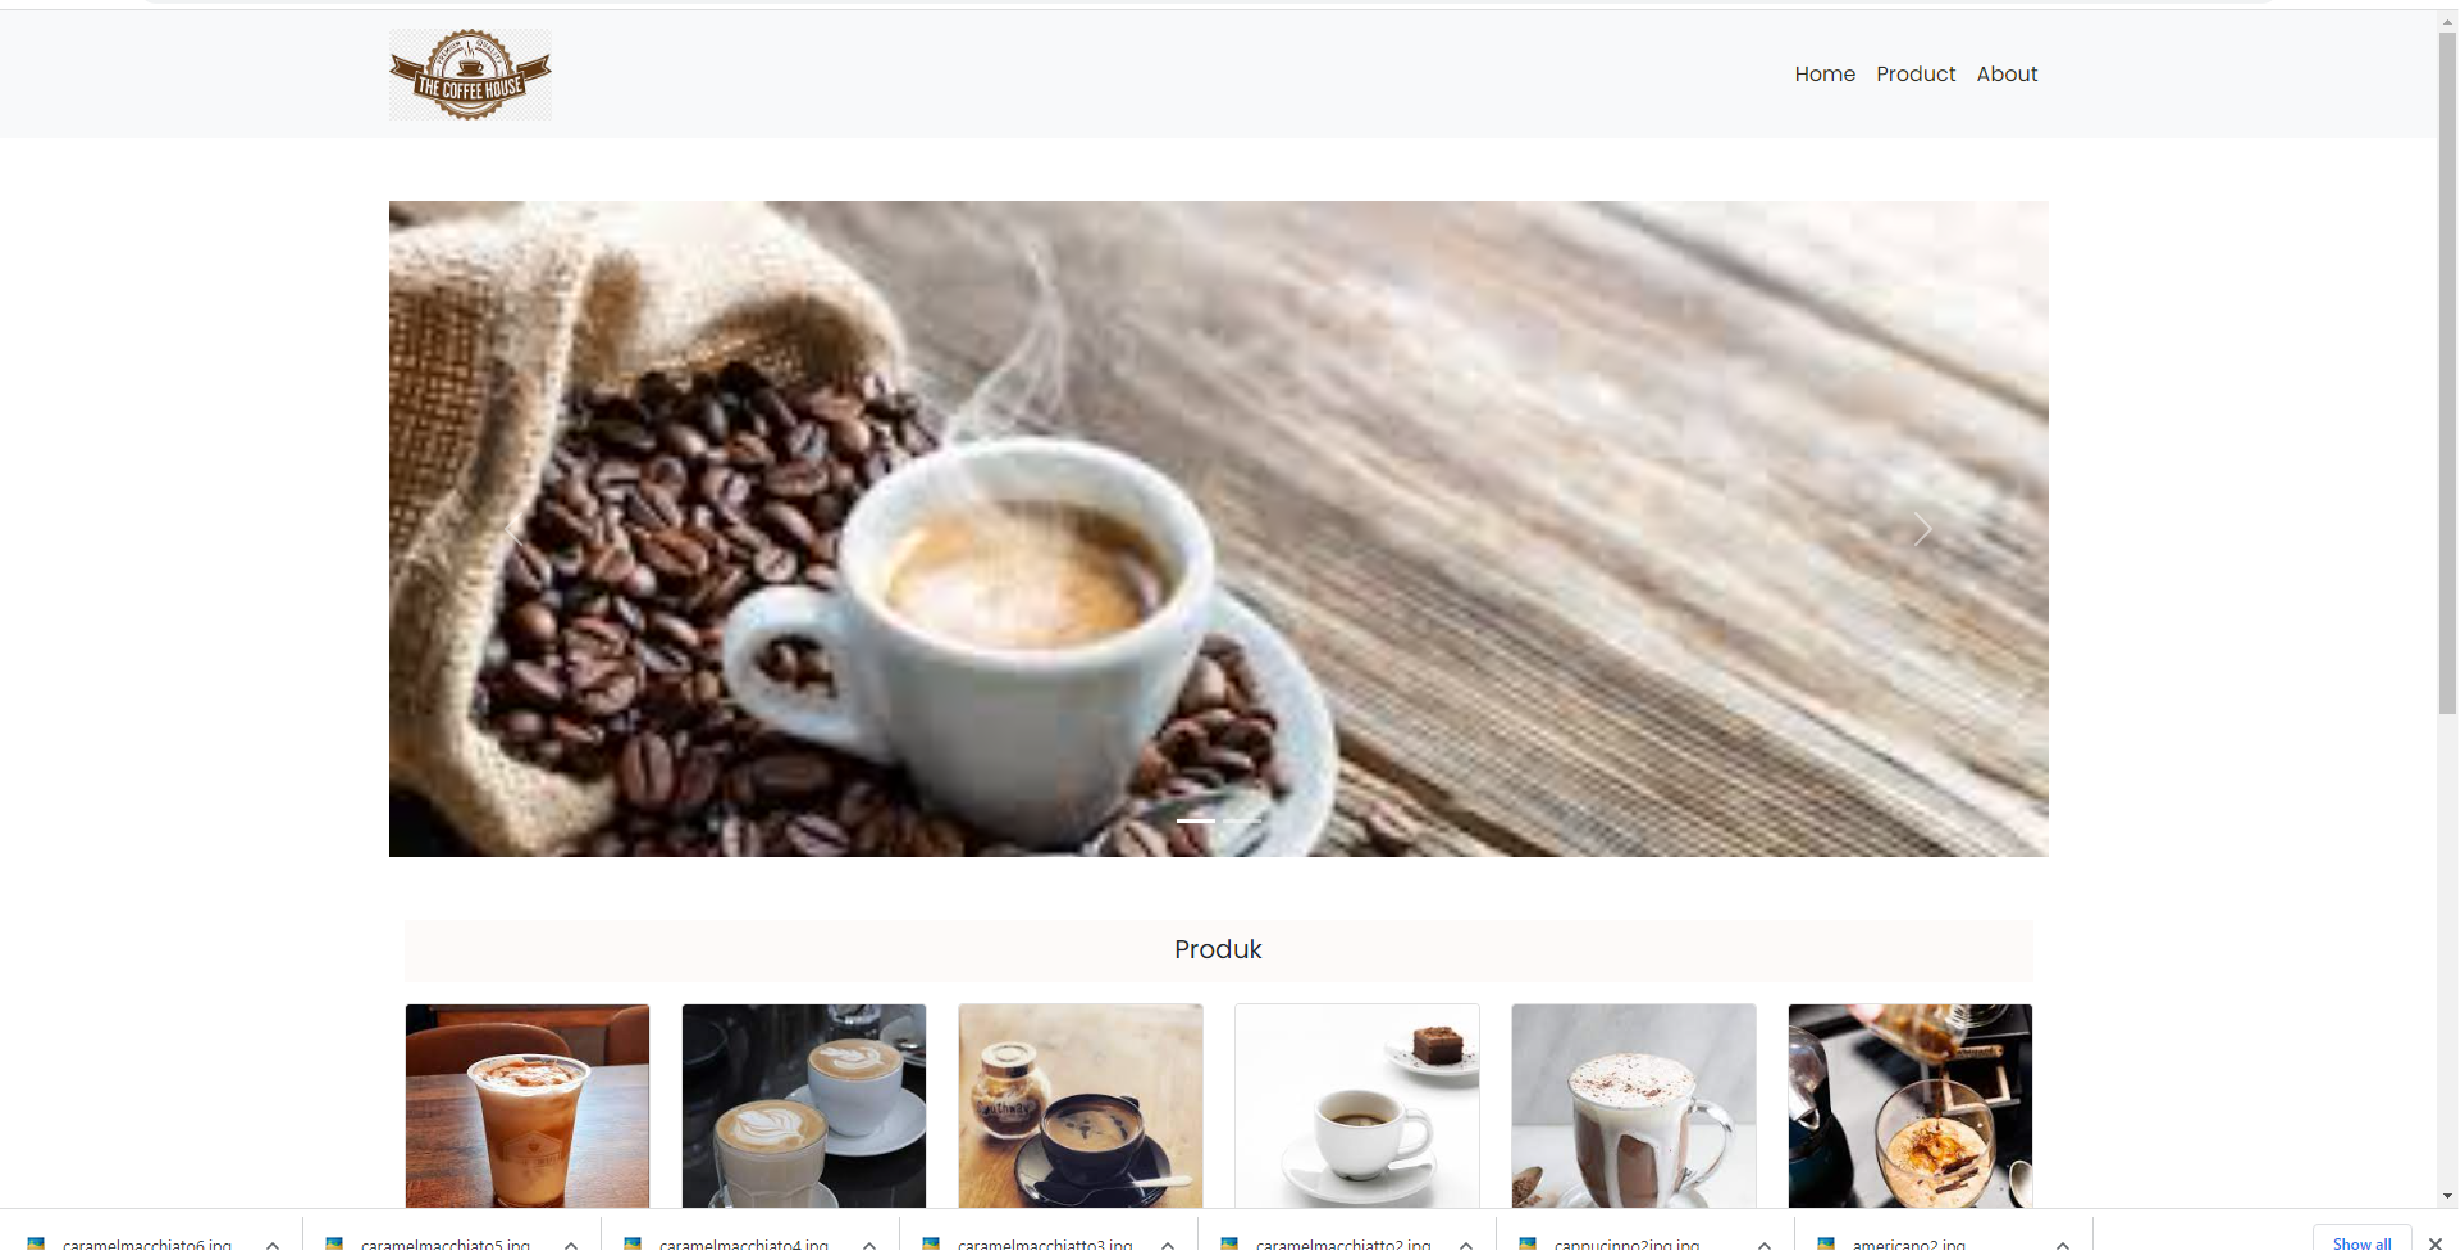 PREMIUM QUALITY
THE COFFEE HOUSE
Home Product About
Produk
caramelmacchiato6.jpg
caramelmacchiato5.jpg
caramelmacchiato4.jpg
caramelmacchiatto3.jpg
caramelmacchiatto2.jpg
cappucinno2jpg.jpg
americano2.jpg
Show all